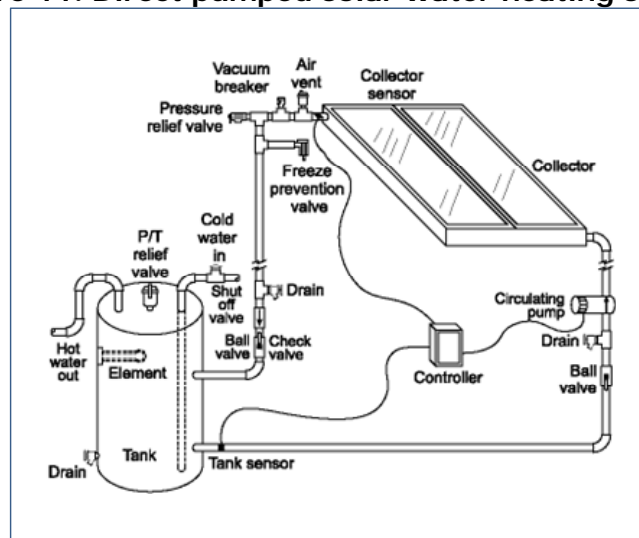 Direct pumped solar water heating s
Vacuum
breaker
Air
vent
Pressure
relief valve
Collector
sensor
Collector
Freeze
prevention
valve
Cold
water
in
P/T
relief
valve
Shut
off
valve
Drain
Circulating
pump
Hot
water
out
Ball
valve
Check
valve
Element
Controller
Drain
Ball
valve
Drain
Tank
Tank sensor